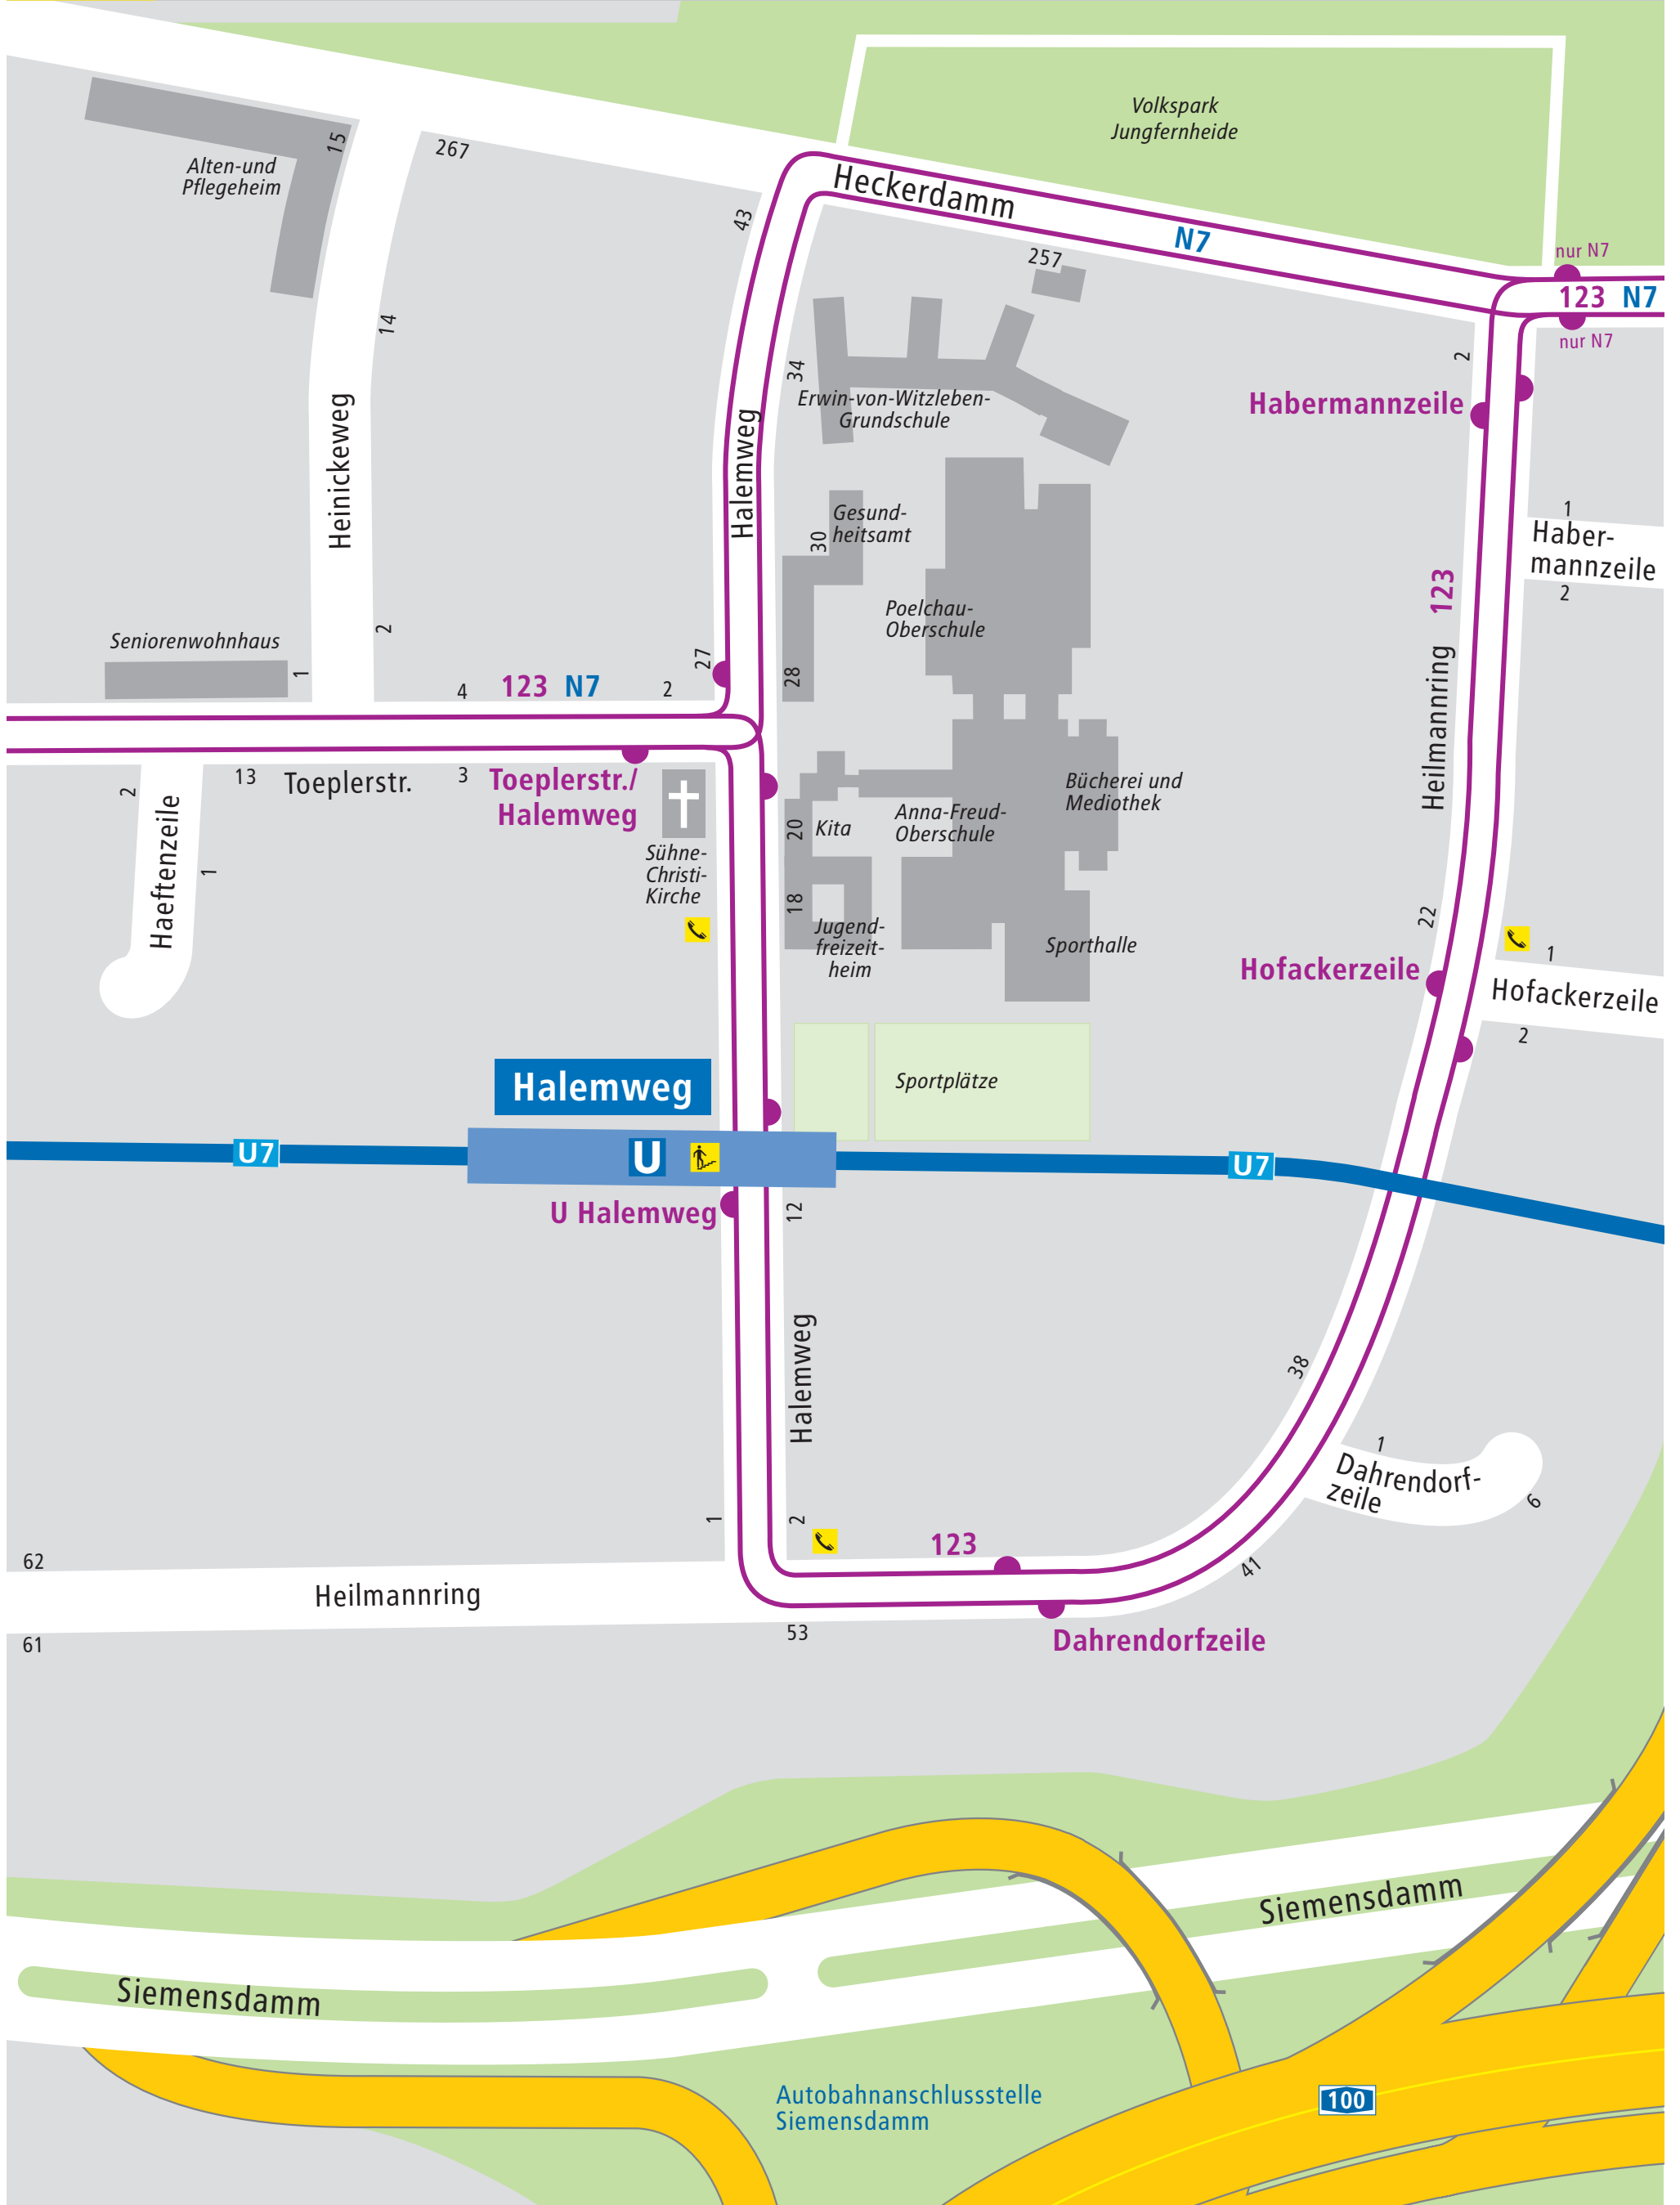 Volkspark
Jungfernheide
15
267
Alten-und
Pflegeheim
43
Heckerdamm
N7
257
nur N7
123 N7
nur N7
14
2
34
Erwin-von-Witzleben-
Grundschule
Habermannzeile
Heinickeweg
Halemweg
Gesund-
heitsamt
30
1
Haber-
mannzeile
2
123
Poelchau-
Oberschule
Seniorenwohnhaus
1
2
27
28
4
123 N7
2
Heilmannring
2
13
Toeplerstr.
3
Toeplerstr./
Halemweg
Bücherei und
Mediothek
Haeftenzeile
1
20
Kita
Anna-Freud-
Oberschule
Sühne-
Christi-
Kirche
18
22
Jugend-
freizeit-
heim
Sporthalle
Hofackerzeile
1
Hofackerzeile
2
Halemweg
Sportplätze
U7
U
U7
U Halemweg
12
Halemweg
38
1
Dahrendorf-
zeile
6
1
2
123
41
62
Heilmannring
61
53
Dahrendorfzeile
Siemensdamm
Siemensdamm
Autobahnanschlussstelle
Siemensdamm
100